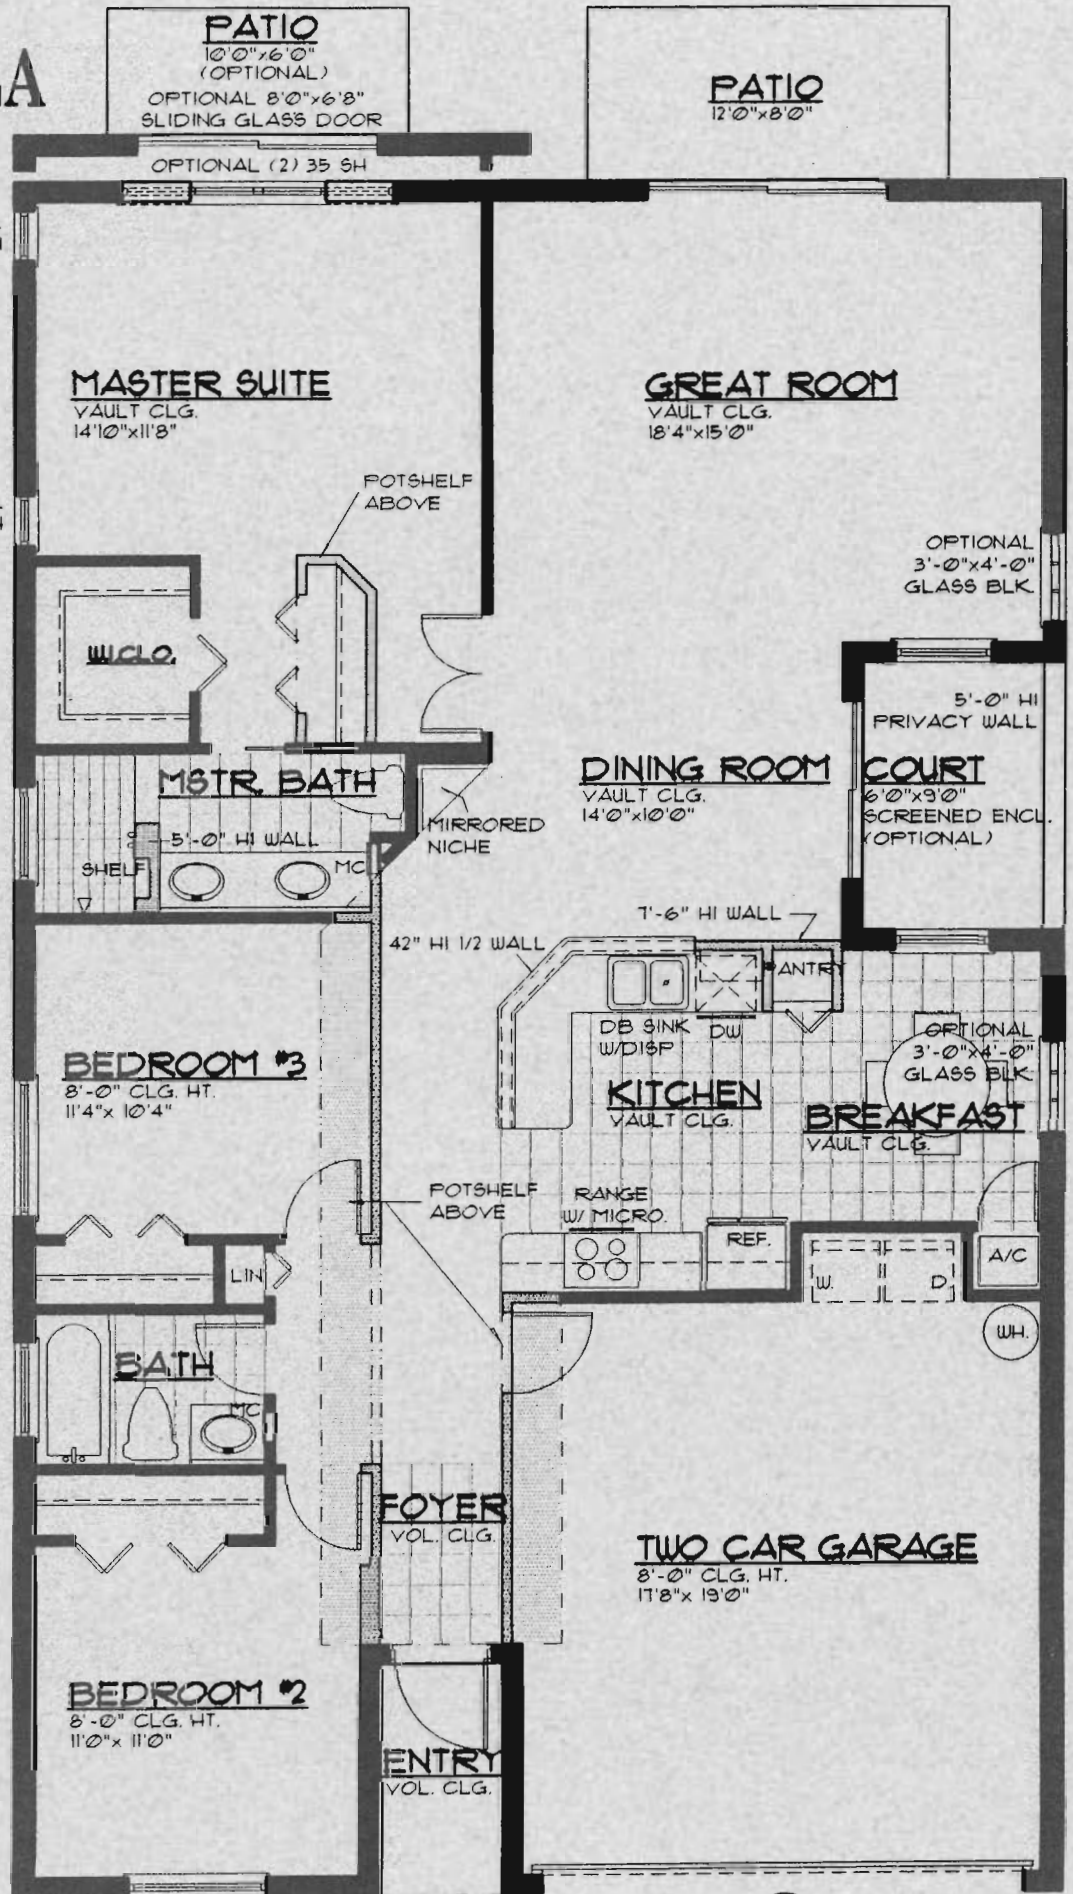 PATIO
10'0"x6'0"
(OPTIONAL)
OPTIONAL 8'0"x6'8"
SLIDING GLASS DOOR
OPTIONAL (2) 35 SH
PATIO
12'0"x8'0"
MASTER SUITE
VAULT CLG.
14'10"x11'8"
GREAT ROOM
VAULT CLG.
18'4"x15'0"
POTSHELF
ABOVE
OPTIONAL
3'-0"x4'-0"
GLASS BLK.
W.I.CLO.
5'-0" HI
PRIVACY WALL
MSTR. BATH
5'-0" HI WALL
SHELF
MC
MIRRORED
NICHE
DINING ROOM
VAULT CLG.
14'0"x10'0"
COURT
6'0"x9'0"
SCREENED ENCL.
(OPTIONAL)
7'-6" HI WALL
42" HI 1/2 WALL
ANTRY
DB SINK
W/DISP
DW
OPTIONAL
3'-0"x4'-0"
GLASS BLK.
BEDROOM #3
8'-0" CLG. HT.
11'4"x 10'4"
KITCHEN
VAULT CLG.
BREAKFAST
VAULT CLG.
POTSHELF
ABOVE
RANGE
W/ MICRO.
REF.
W.
D.
A/C
LIN
WH.
BATH
MC
FOYER
VOL. CLG.
TWO CAR GARAGE
8'-0" CLG. HT.
17'8"x 19'0"
BEDROOM #2
8'-0" CLG. HT.
11'0"x 11'0"
ENTRY
VOL. CLG.